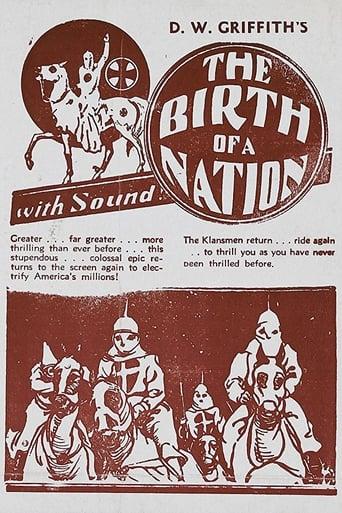 D. W. GRIFFITH'S
THE
BIRTH
OF A
NATION
with Sound!
Greater . . . far greater . . . more
thrilling than ever before . . . this
stupendous . . . colossal epic re-
turns to the screen again to elec-
trify America's millions!
The Klansmen return . . . ride again
. . to thrill you as you have never
been thrilled before.